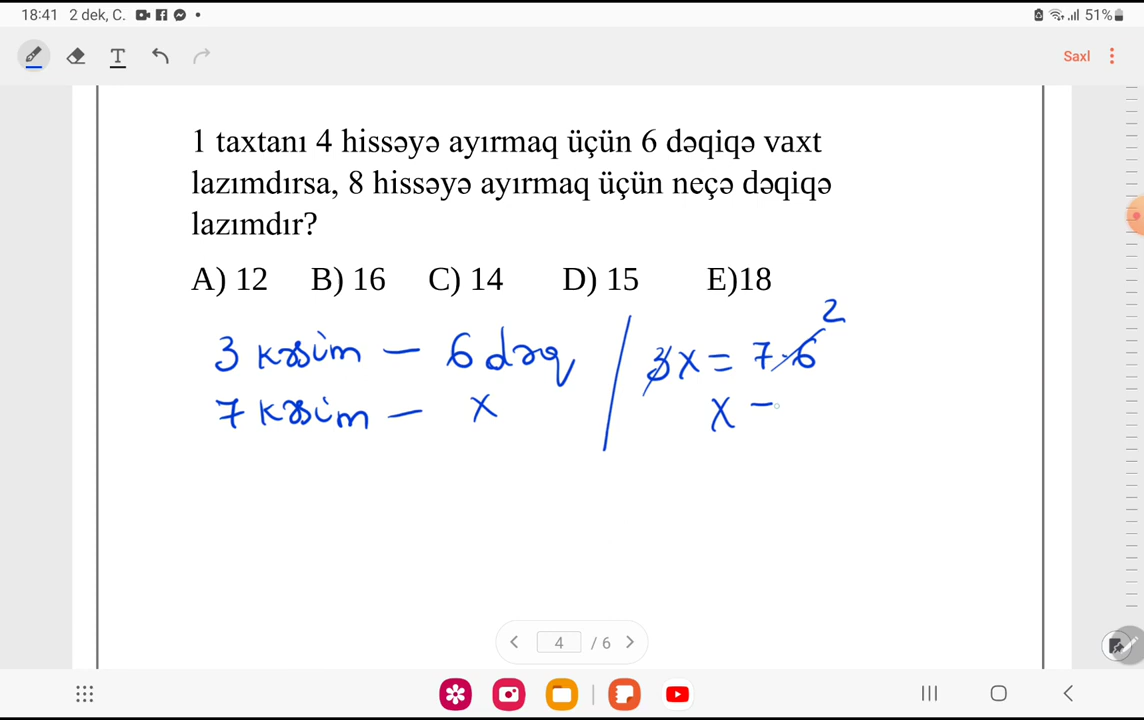 18:41 2 dek, C. • 51%
T Saxl
1 taxtanı 4 hissəyə ayırmaq üçün 6 dəqiqə vaxt
lazımdırsa, 8 hissəyə ayırmaq üçün neçə dəqiqə
lazımdır?
A) 12 B) 16 C) 14 D) 15 E)18
3 kəsim — 6 dəq
7 kəsim — x
3x = 7·6 2
x =
4 / 6